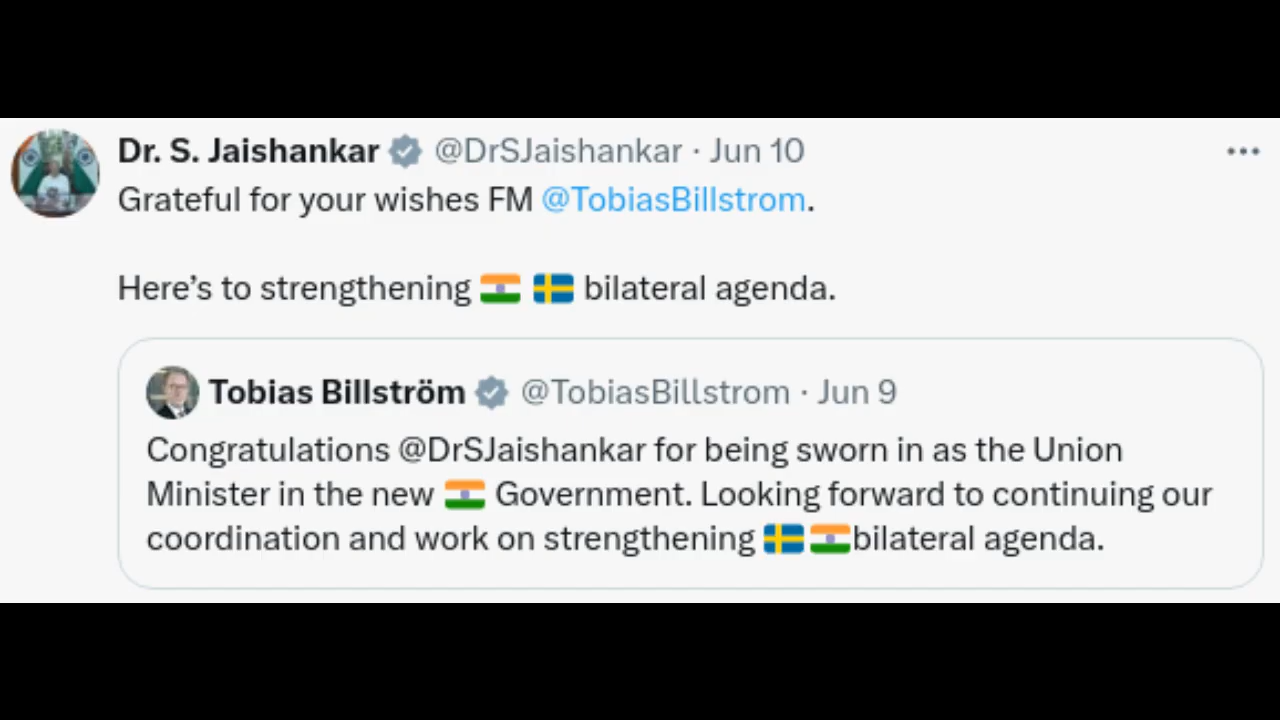 Dr. S. Jaishankar @DrSJaishankar · Jun 10
Grateful for your wishes FM @TobiasBillstrom.
Here’s to strengthening 🇮🇳 🇸🇪 bilateral agenda.
Tobias Billström @TobiasBillstrom · Jun 9
Congratulations @DrSJaishankar for being sworn in as the Union
Minister in the new 🇮🇳 Government. Looking forward to continuing our
coordination and work on strengthening 🇸🇪 🇮🇳bilateral agenda.